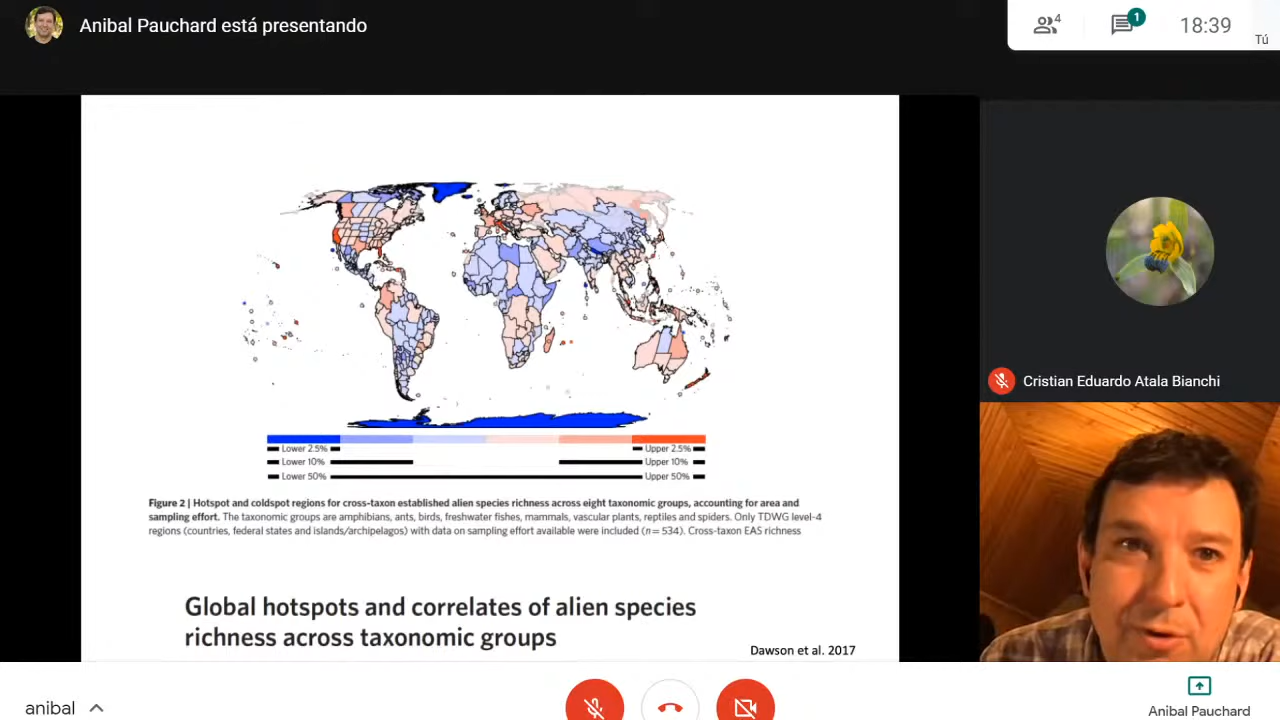 Anibal Pauchard está presentando
4
1
18:39
Tú
Lower 2.5%
Upper 2.5%
Lower 10%
Upper 10%
Lower 50%
Upper 50%
Figure 2 | Hotspot and coldspot regions for cross-taxon established alien species richness across eight taxonomic groups, accounting for area and
sampling effort. The taxonomic groups are amphibians, ants, birds, freshwater fishes, mammals, vascular plants, reptiles and spiders. Only TDWG level-4
regions (countries, federal states and islands/archipelagos) with data on sampling effort available were included (n = 534). Cross-taxon EAS richness
Global hotspots and correlates of alien species
richness across taxonomic groups
Dawson et al. 2017
Cristian Eduardo Atala Bianchi
anibal
Anibal Pauchard